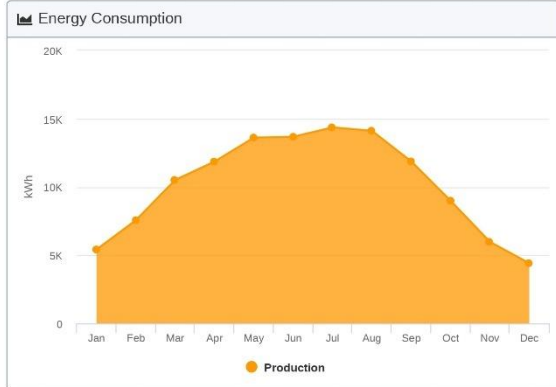 Energy Consumption
20K
15K
10K
5K
0
kWh
Jan Feb Mar Apr May Jun Jul Aug Sep Oct Nov Dec
Production